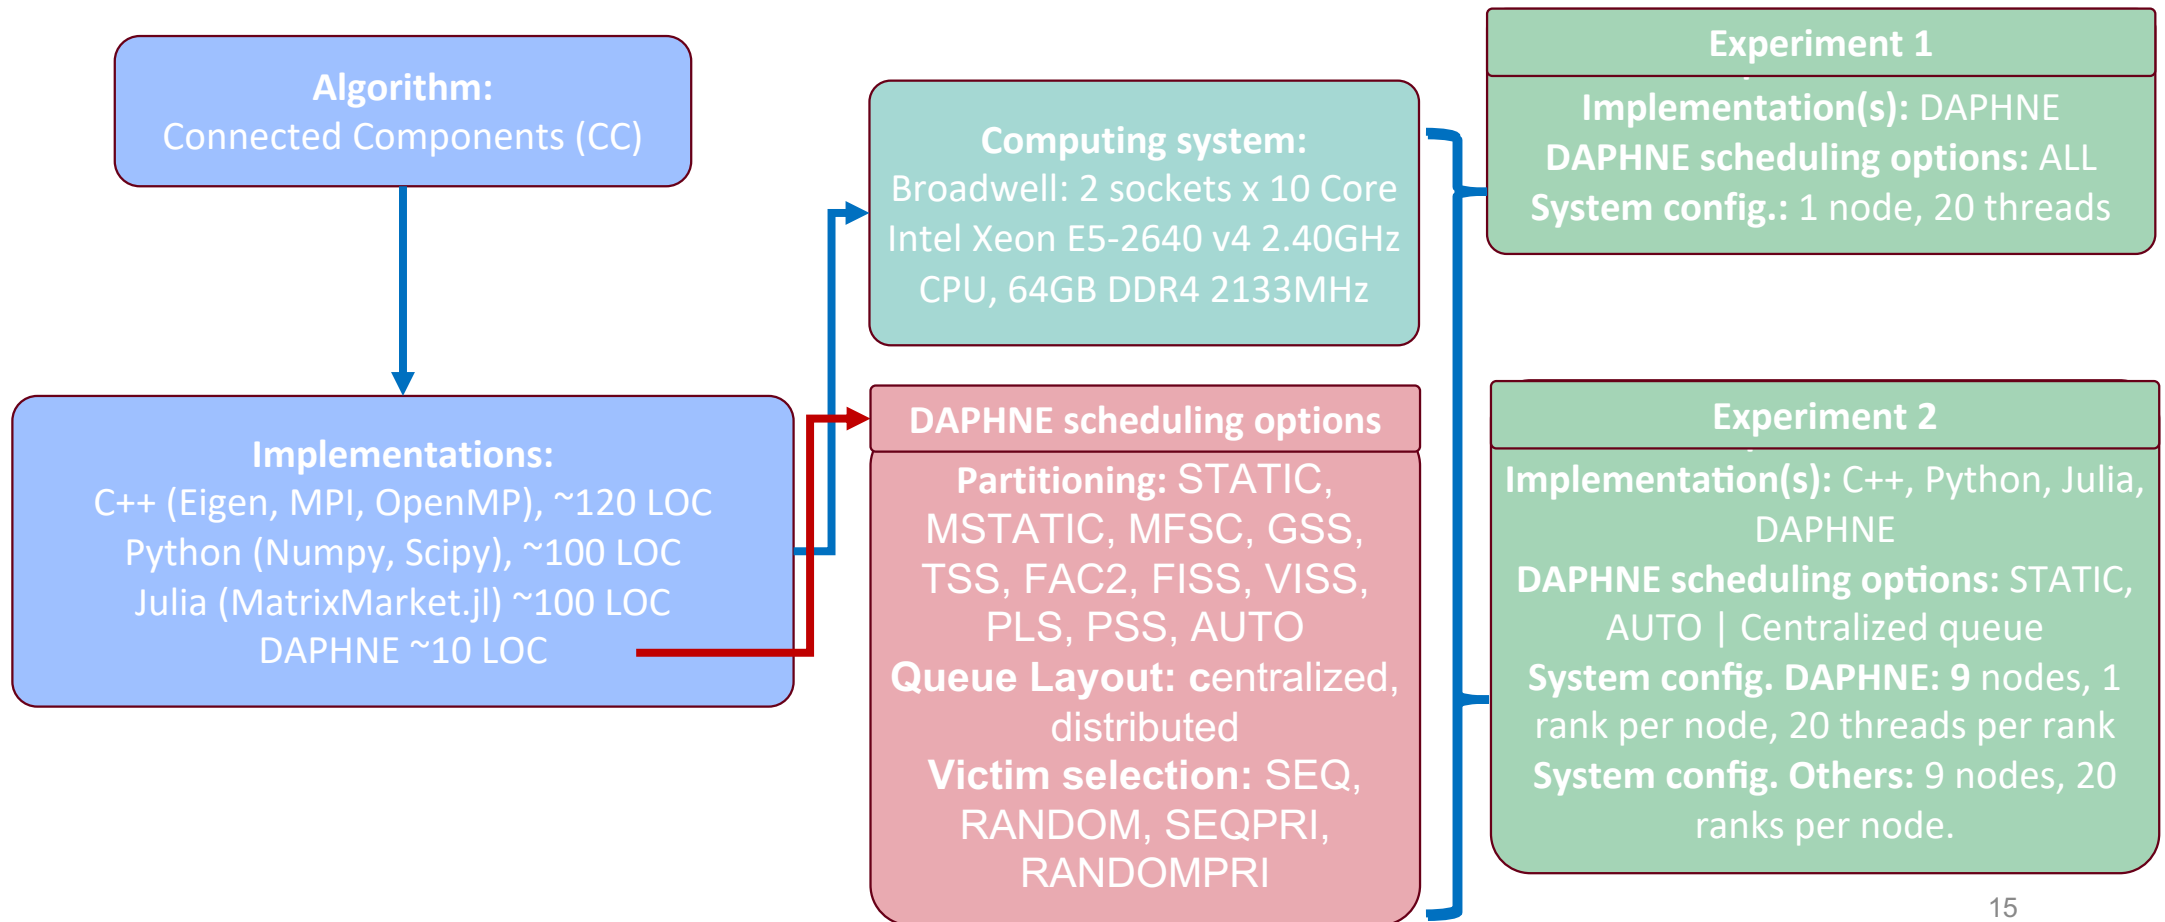 Algorithm:
Connected Components (CC)
Implementations:
C++ (Eigen, MPI, OpenMP), ~120 LOC
Python (Numpy, Scipy), ~100 LOC
Julia (MatrixMarket.jl) ~100 LOC
DAPHNE ~10 LOC
Computing system:
Broadwell: 2 sockets x 10 Core
Intel Xeon E5-2640 v4 2.40GHz
CPU, 64GB DDR4 2133MHz
DAPHNE scheduling options
Partitioning: STATIC,
MSTATIC, MFSC, GSS,
TSS, FAC2, FISS, VISS,
PLS, PSS, AUTO
Queue Layout: centralized,
distributed
Victim selection: SEQ,
RANDOM, SEQPRI,
RANDOMPRI
Experiment 1
Implementation(s): DAPHNE
DAPHNE scheduling options: ALL
System config.: 1 node, 20 threads
Experiment 2
Implementation(s): C++, Python, Julia,
DAPHNE
DAPHNE scheduling options: STATIC,
AUTO | Centralized queue
System config. DAPHNE: 9 nodes, 1
rank per node, 20 threads per rank
System config. Others: 9 nodes, 20
ranks per node.
15